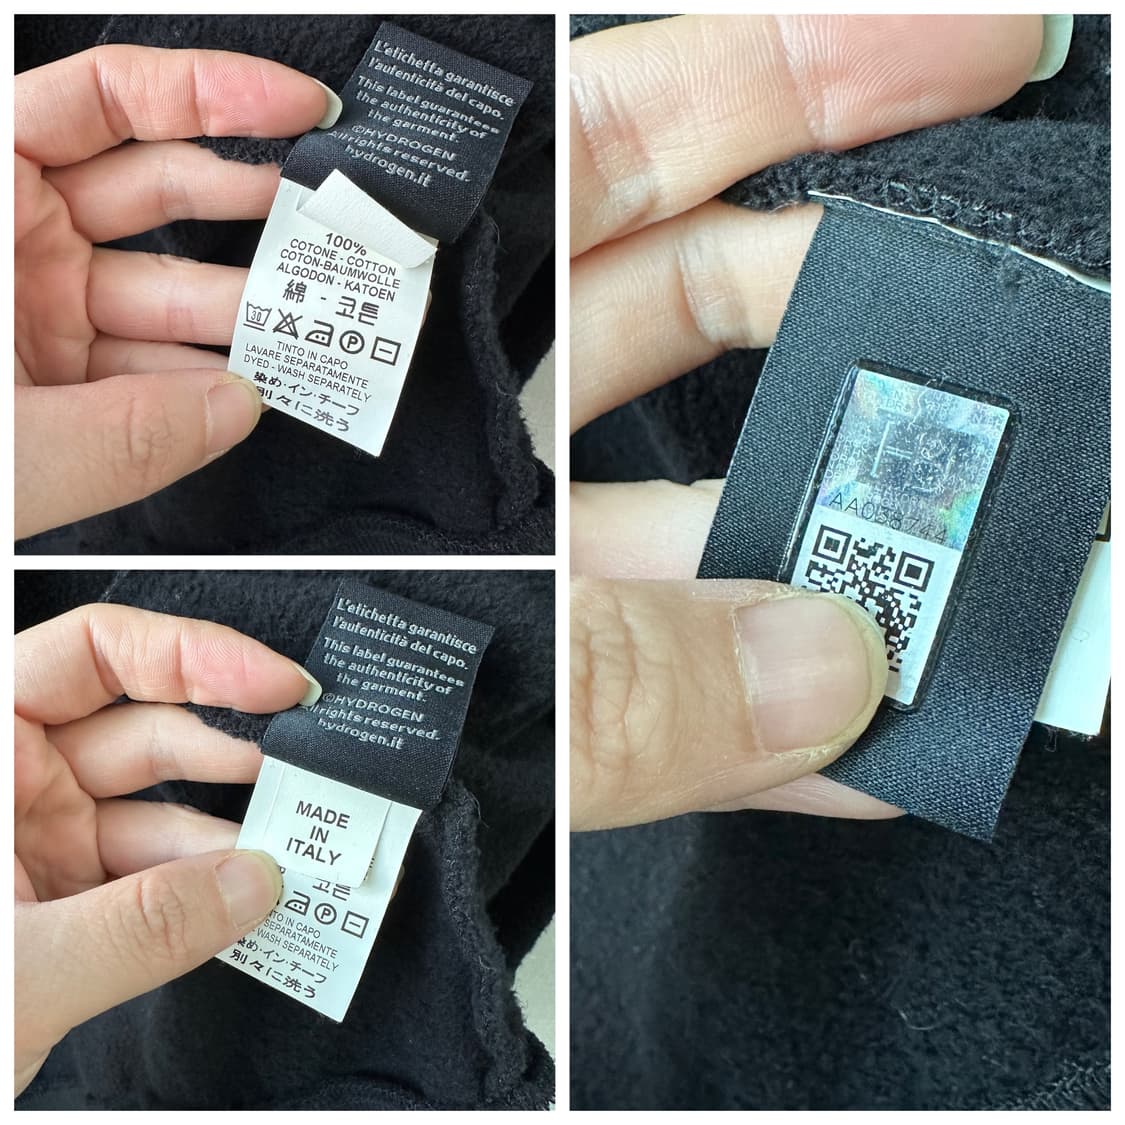 L'etichetta garantisce
l'autenticità del capo.
This label guarantees
the authenticity of
the garment.
©HYDROGEN
All rights reserved.
hydrogen.it
100%
COTONE - COTTON
COTON-BAUMWOLLE
ALGODON - KATOEN
綿 - 코튼
30
P
TINTO IN CAPO
LAVARE SEPARATAMENTE
DYED - WASH SEPARATELY
染め·イン·チーフ
別々に洗う
L'etichetta garantisce
l'autenticità del capo.
This label guarantees
the authenticity of
the garment.
©HYDROGEN
All rights reserved.
hydrogen.it
MADE
IN
ITALY
코튼
P
TO IN CAPO
SEPARATAMENTE
WASH SEPARATELY
染め·イン·チーフ
別々に洗う